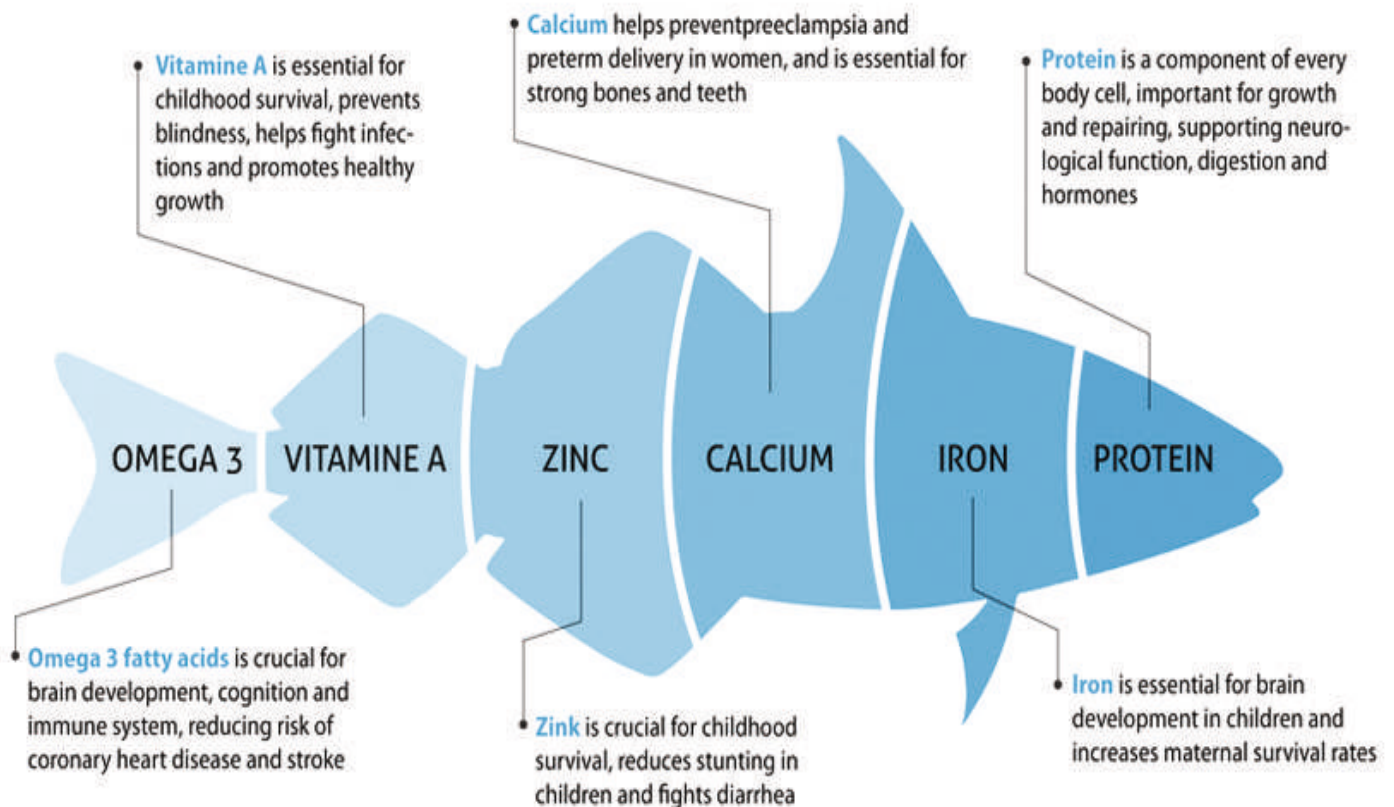 Calcium helps preventpreeclampsia and
preterm delivery in women, and is essential for
strong bones and teeth
Vitamine A is essential for
childhood survival, prevents
blindness, helps fight infec-
tions and promotes healthy
growth
Protein is a component of every
body cell, important for growth
and repairing, supporting neuro-
logical function, digestion and
hormones
OMEGA 3
VITAMINE A
ZINC
CALCIUM
IRON
PROTEIN
Omega 3 fatty acids is crucial for
brain development, cognition and
immune system, reducing risk of
coronary heart disease and stroke
Zink is crucial for childhood
survival, reduces stunting in
children and fights diarrhea
Iron is essential for brain
development in children and
increases maternal survival rates